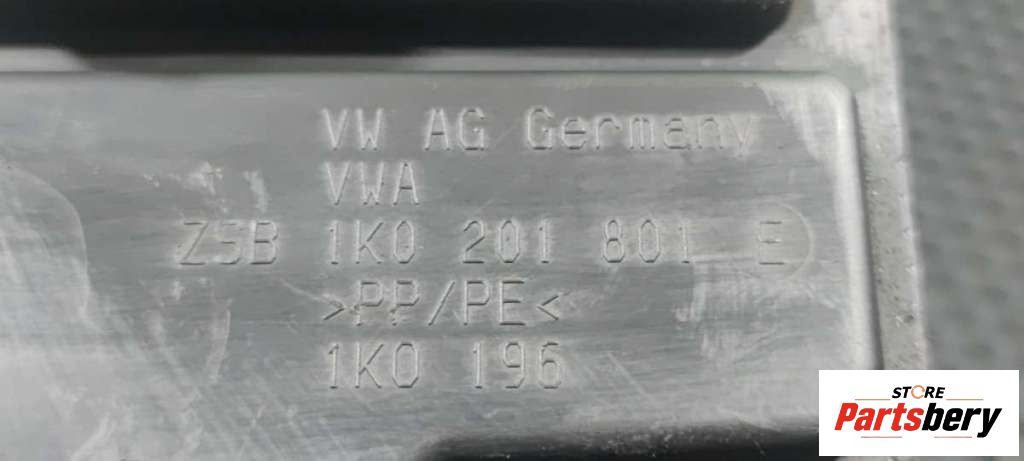 VW AG Germany
VWA
ZSB 1K0 201 801 E
>PP/PE<
1K0 196
STORE
Partsbery